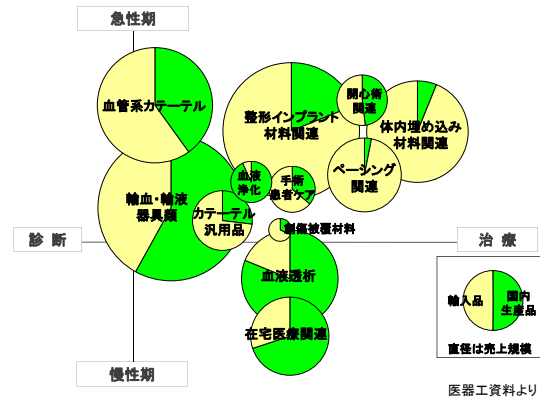 急性期
血管系カテーテル
整形インプラント
材料関連
開心術
関連
体内埋め込み
材料関連
ペーシング
関連
血液
浄化
手術
患者ケア
輸血・輸液
器具類
カテーテル
汎用品
創傷被覆材料
診 断
治 療
血液透析
在宅医療関連
輸入品
国内
生産品
直径は売上規模
慢性期
医器工資料より